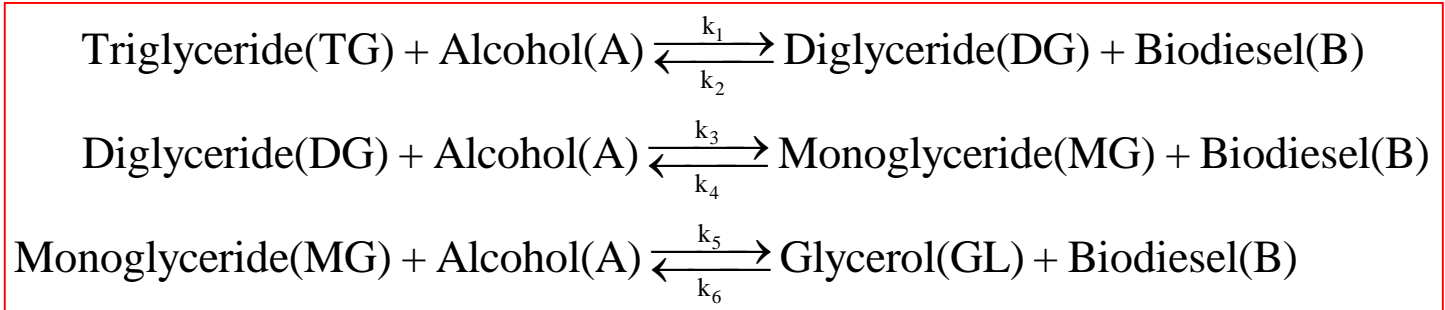 Triglyceride(TG) + Alcohol(A) k₁ ⇌ k₂ Diglyceride(DG) + Biodiesel(B)
Diglyceride(DG) + Alcohol(A) k₃ ⇌ k₄ Monoglyceride(MG) + Biodiesel(B)
Monoglyceride(MG) + Alcohol(A) k₅ ⇌ k₆ Glycerol(GL) + Biodiesel(B)